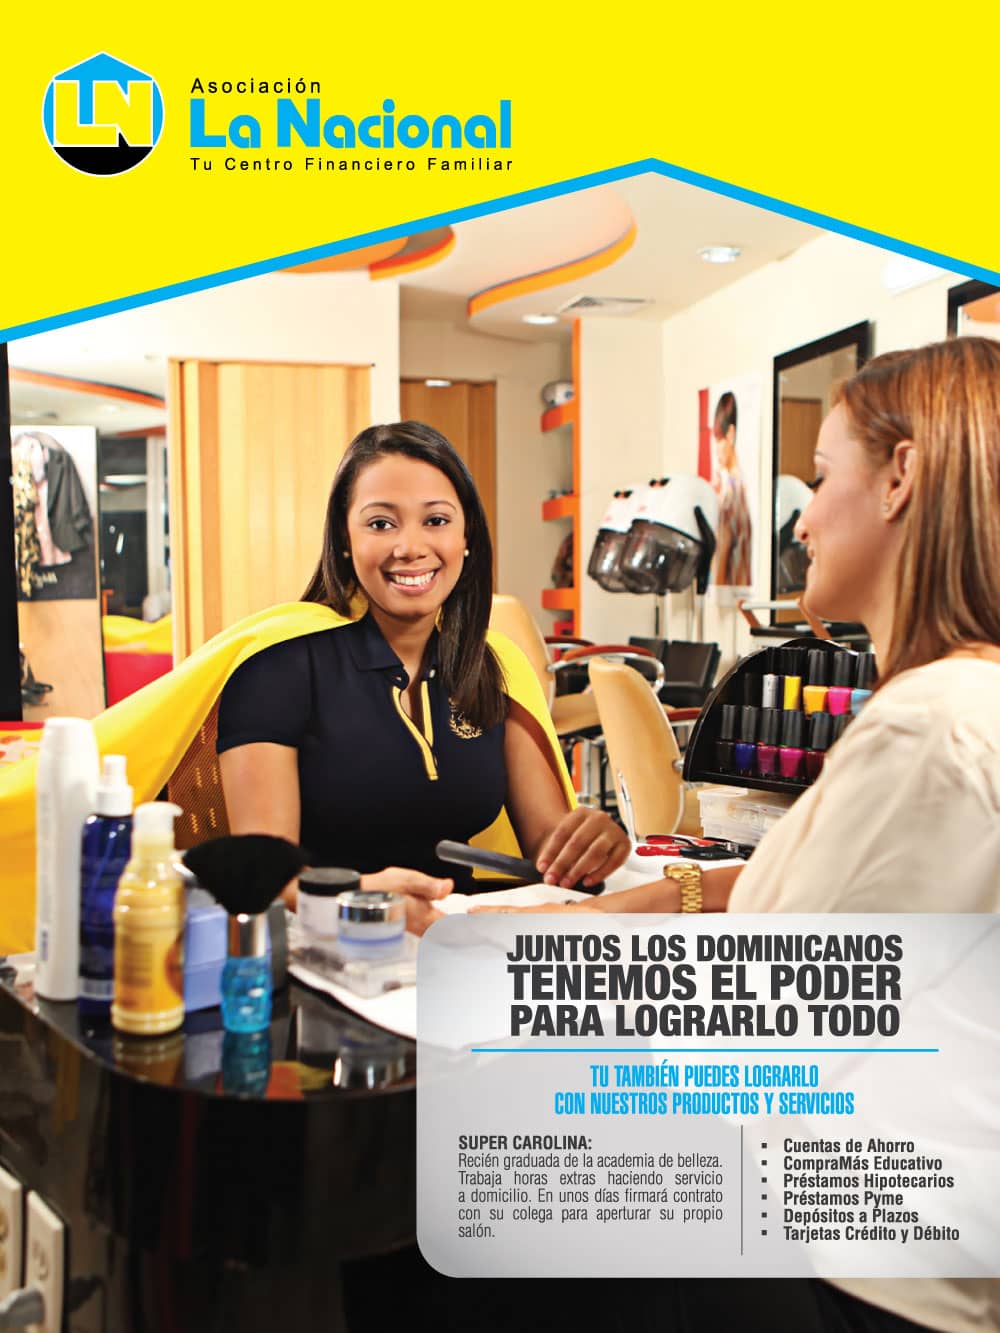 LN
Asociación
La Nacional
Tu Centro Financiero Familiar
JUNTOS LOS DOMINICANOS
TENEMOS EL PODER
PARA LOGRARLO TODO
TU TAMBIÉN PUEDES LOGRARLO
CON NUESTROS PRODUCTOS Y SERVICIOS
SUPER CAROLINA:
Recién graduada de la academia de belleza.
Trabaja horas extras haciendo servicio
a domicilio. En unos días firmará contrato
con su colega para aperturar su propio
salón.
▪ Cuentas de Ahorro
▪ CompraMás Educativo
▪ Préstamos Hipotecarios
▪ Préstamos Pyme
▪ Depósitos a Plazos
▪ Tarjetas Crédito y Débito